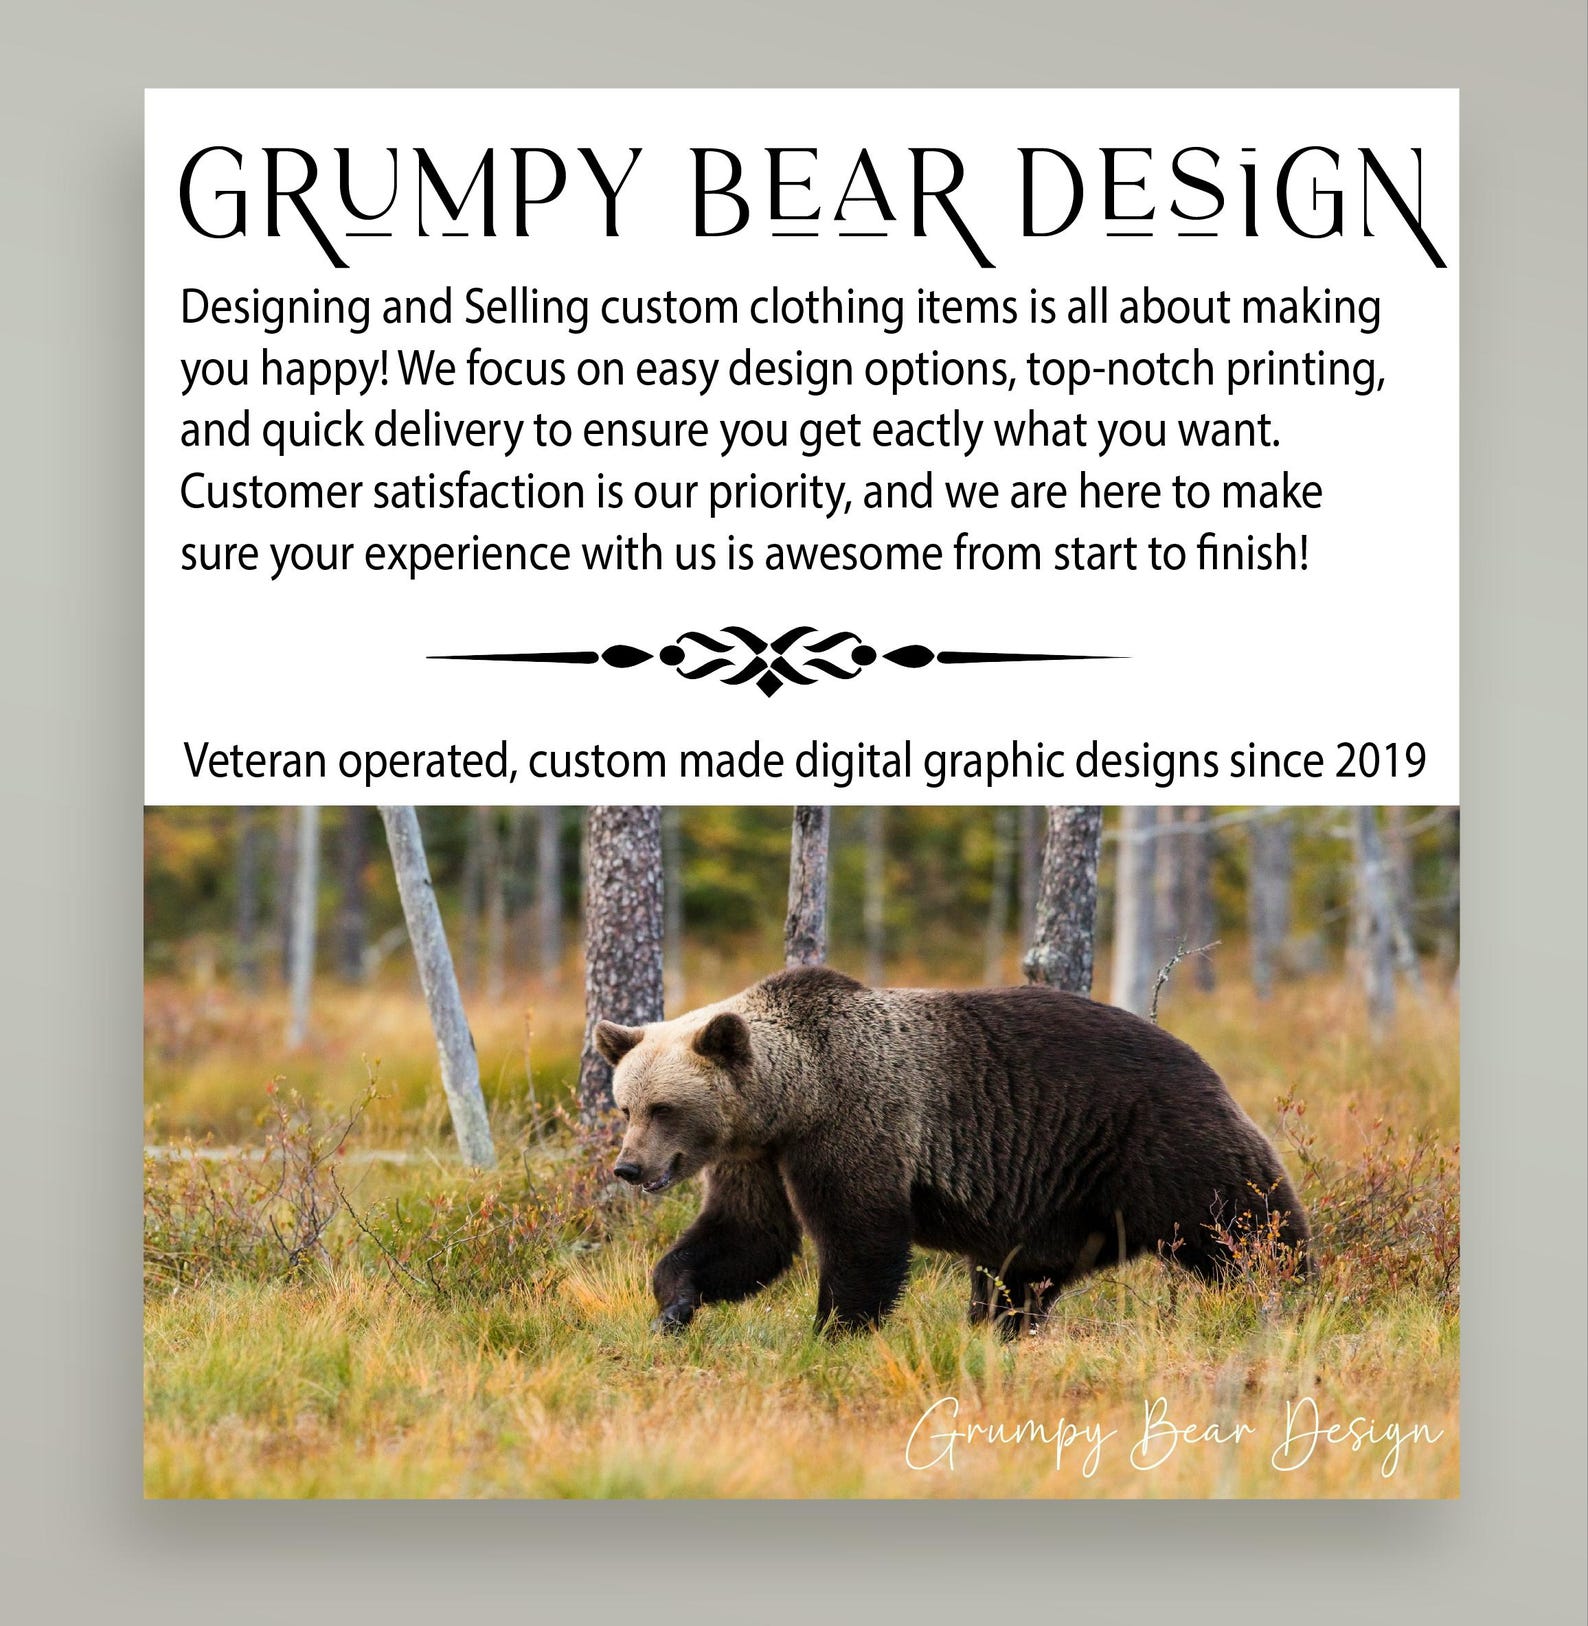 GRUMPY BEAR DESiGN
Designing and Selling custom clothing items is all about making
you happy! We focus on easy design options, top-notch printing,
and quick delivery to ensure you get eactly what you want.
Customer satisfaction is our priority, and we are here to make
sure your experience with us is awesome from start to finish!
Veteran operated, custom made digital graphic designs since 2019
Grumpy Bear Design